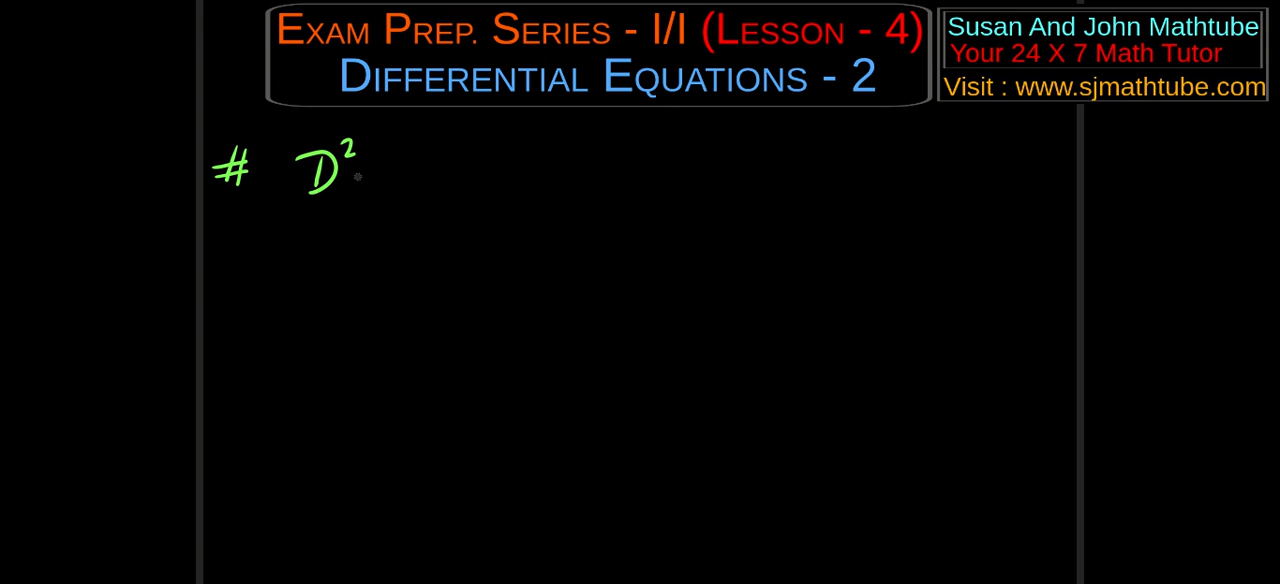 Exam Prep. Series - I/I (Lesson - 4)
Differential Equations - 2
Susan And John Mathtube
Your 24 X 7 Math Tutor
Visit : www.sjmathtube.com
# D²